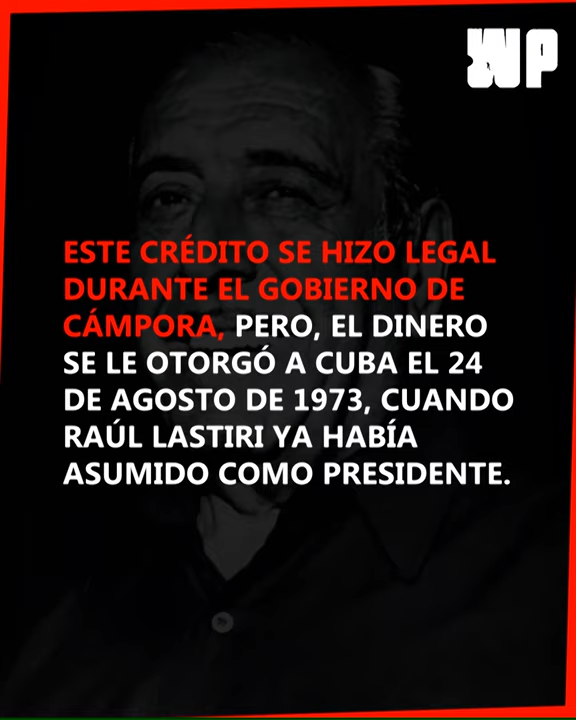 WP
ESTE CRÉDITO SE HIZO LEGAL
DURANTE EL GOBIERNO DE
CÁMPORA, PERO, EL DINERO
SE LE OTORGÓ A CUBA EL 24
DE AGOSTO DE 1973, CUANDO
RAÚL LASTIRI YA HABÍA
ASUMIDO COMO PRESIDENTE.